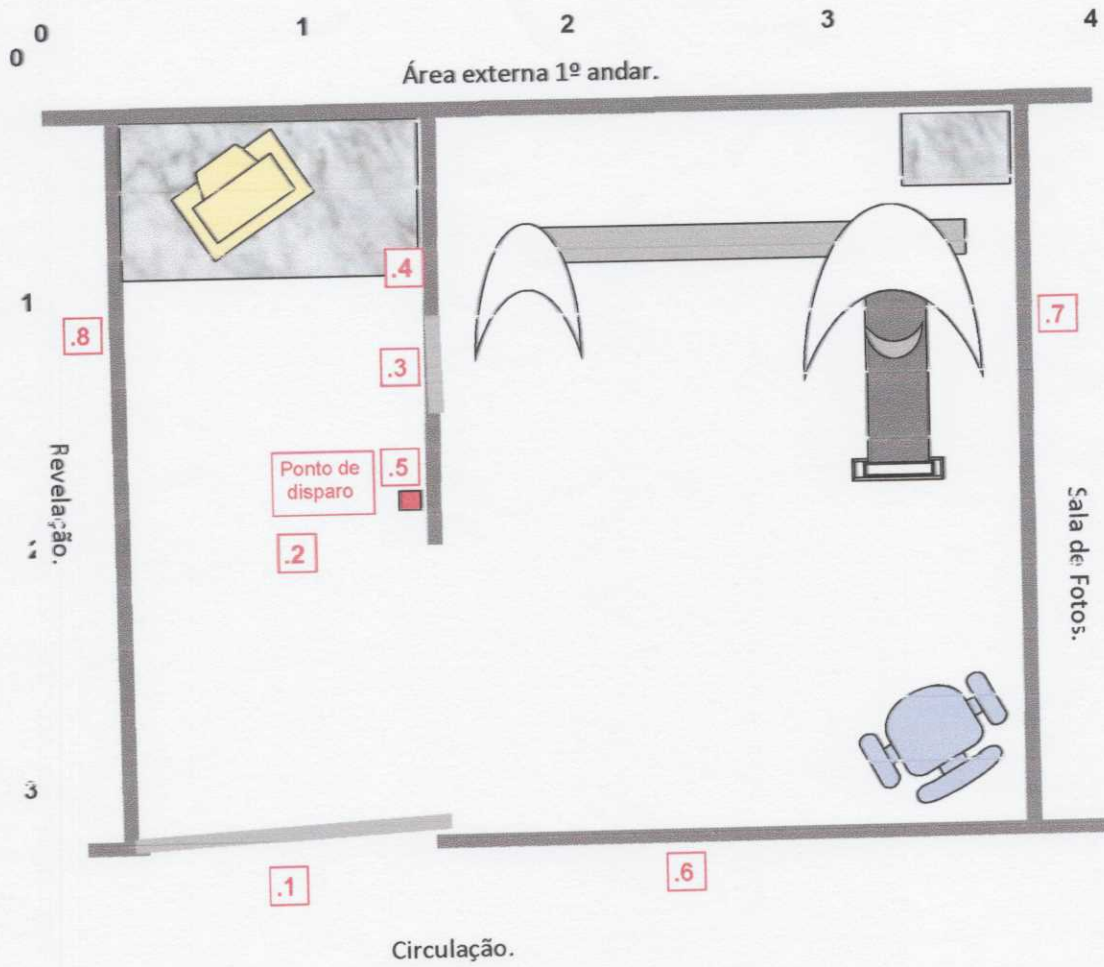 0 1 2 3 4
0
Área externa 1º andar.
1
.4
.8
.7
.3
Ponto de
disparo
.5
.2
Revelação.
Sala de Fotos.
3
.1
.6
Circulação.